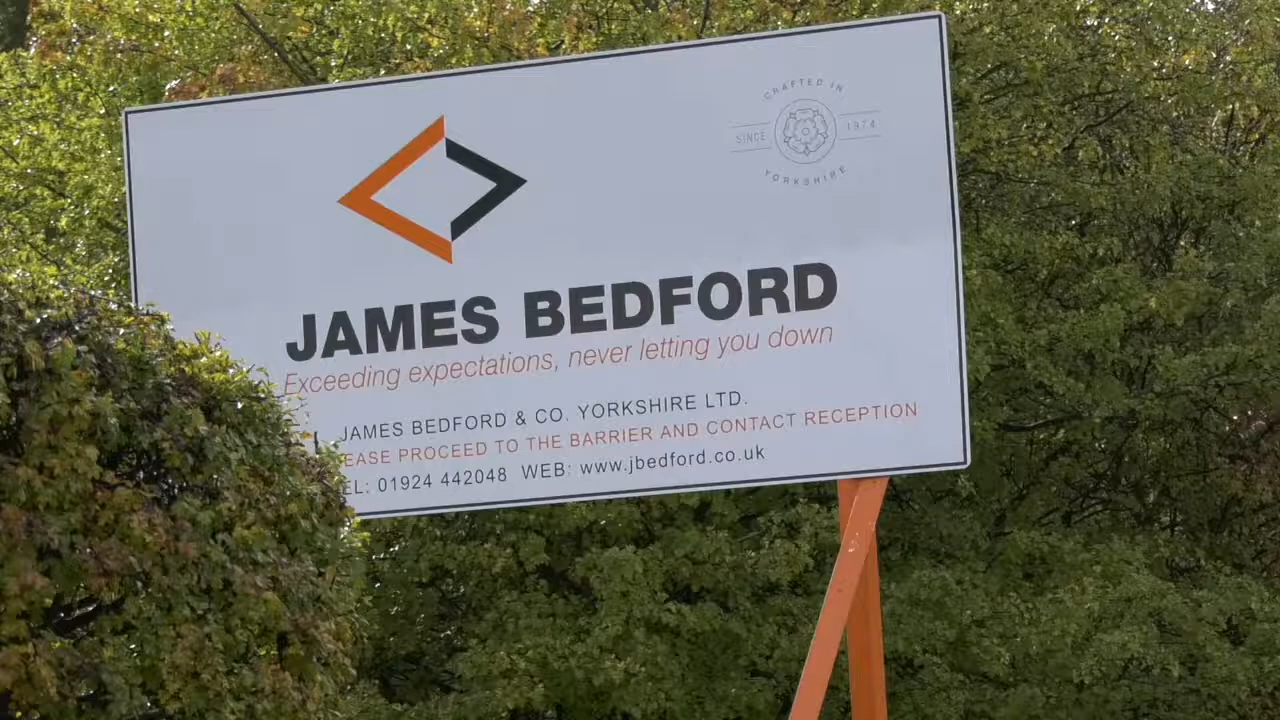 CRAFTED IN
SINCE 1974
YORKSHIRE
JAMES BEDFORD
Exceeding expectations, never letting you down
JAMES BEDFORD & CO. YORKSHIRE LTD.
EASE PROCEED TO THE BARRIER AND CONTACT RECEPTION
EL: 01924 442048 WEB: www.jbedford.co.uk